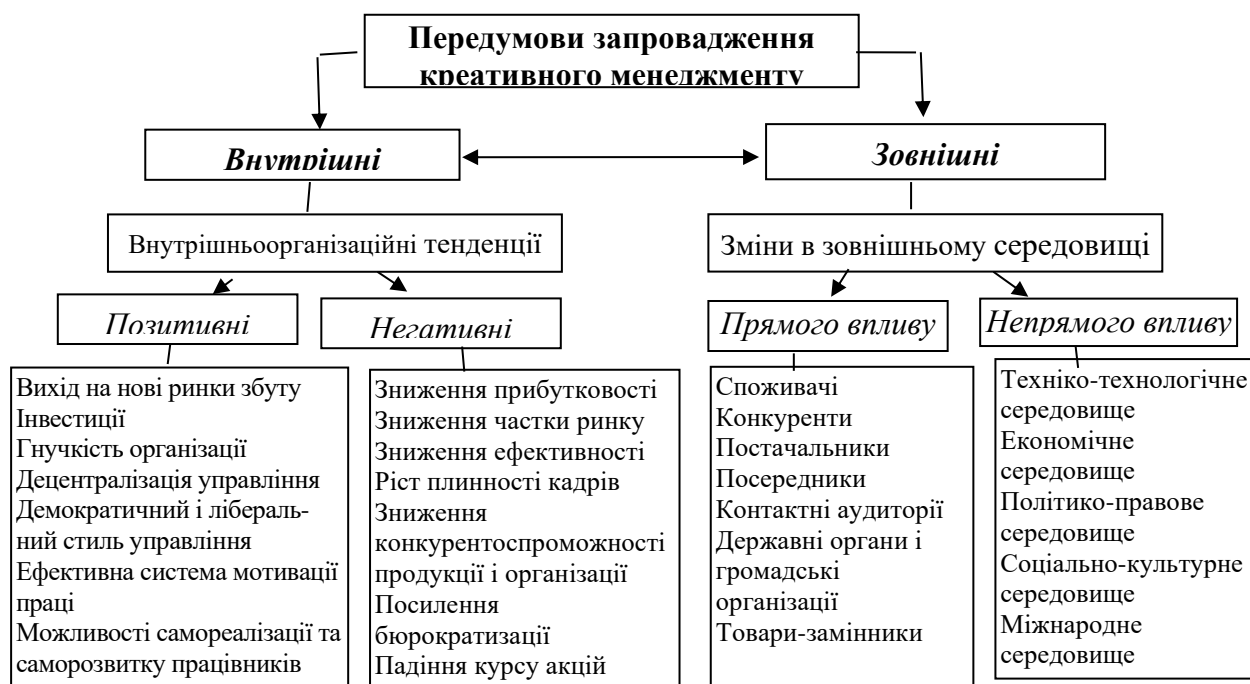 Передумови запровадження
креативного менеджменту
Внутрішні
Зовнішні
Внутрішньоорганізаційні тенденції
Зміни в зовнішньому середовищі
Позитивні
Негативні
Прямого впливу
Непрямого впливу
Вихід на нові ринки збуту
Інвестиції
Гнучкість організації
Децентралізація управління
Демократичний і лібераль-
ний стиль управління
Ефективна система мотивації
праці
Можливості самореалізації та
саморозвитку працівників
Зниження прибутковості
Зниження частки ринку
Зниження ефективності
Ріст плинності кадрів
Зниження
конкурентоспроможності
продукції і організації
Посилення
бюрократизації
Падіння курсу акцій
Споживачі
Конкуренти
Постачальники
Посередники
Контактні аудиторії
Державні органи і
громадські
організації
Товари-замінники
Техніко-технологічне
середовище
Економічне
середовище
Політико-правове
середовище
Соціально-культурне
середовище
Міжнародне
середовище